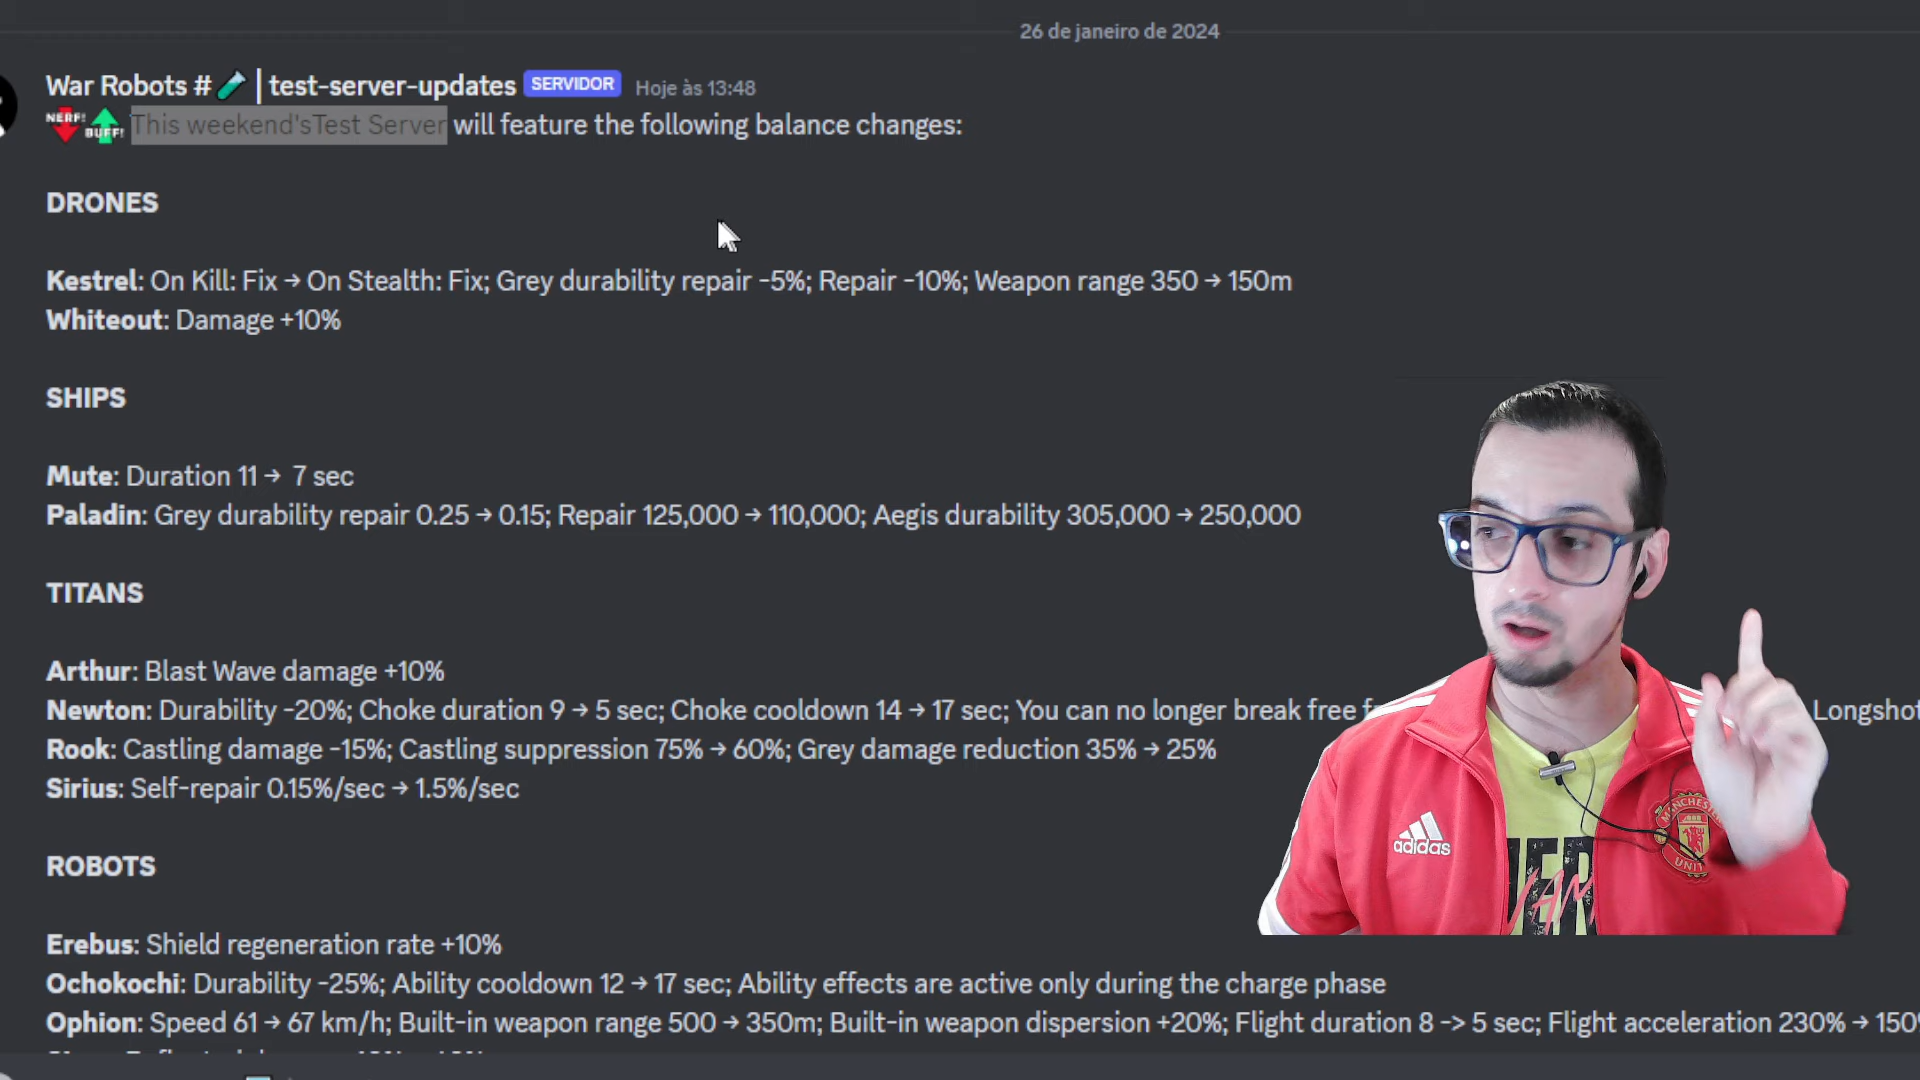 26 de janeiro de 2024
War Robots # | test-server-updates SERVIDOR Hoje às 13:48
NERF! BUFF! This weekend'sTest Server will feature the following balance changes:
DRONES
Kestrel: On Kill: Fix → On Stealth: Fix; Grey durability repair -5%; Repair -10%; Weapon range 350 → 150m
Whiteout: Damage +10%
SHIPS
Mute: Duration 11 → 7 sec
Paladin: Grey durability repair 0.25 → 0.15; Repair 125,000 → 110,000; Aegis durability 305,000 → 250,000
TITANS
Arthur: Blast Wave damage +10%
Newton: Durability -20%; Choke duration 9 → 5 sec; Choke cooldown 14 → 17 sec; You can no longer break free Longshot
Rook: Castling damage -15%; Castling suppression 75% → 60%; Grey damage reduction 35% → 25%
Sirius: Self-repair 0.15%/sec → 1.5%/sec
ROBOTS
Erebus: Shield regeneration rate +10%
Ochokochi: Durability -25%; Ability cooldown 12 → 17 sec; Ability effects are active only during the charge phase
Ophion: Speed 61 → 67 km/h; Built-in weapon range 500 → 350m; Built-in weapon dispersion +20%; Flight duration 8 -> 5 sec; Flight acceleration 230% → 150%
adidas
MANCHESTER
UNITED